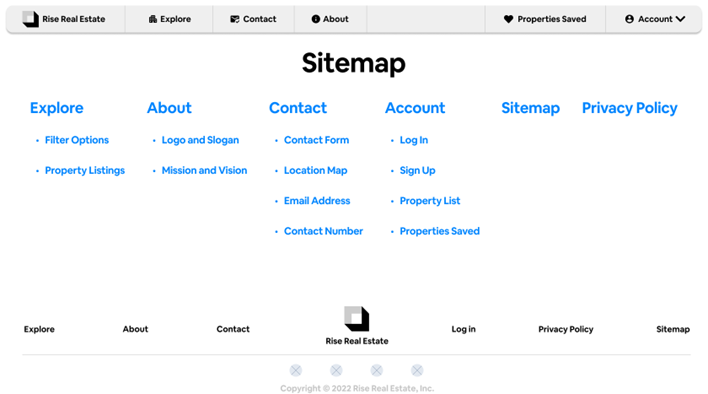 Rise Real Estate Explore Contact About Properties Saved Account
Sitemap
Explore About Contact Account Sitemap Privacy Policy
• Filter Options • Logo and Slogan • Contact Form • Log In
• Property Listings • Mission and Vision • Location Map • Sign Up
• Email Address • Property List
• Contact Number • Properties Saved
Explore About Contact Rise Real Estate Log in Privacy Policy Sitemap
Copyright © 2022 Rise Real Estate, Inc.